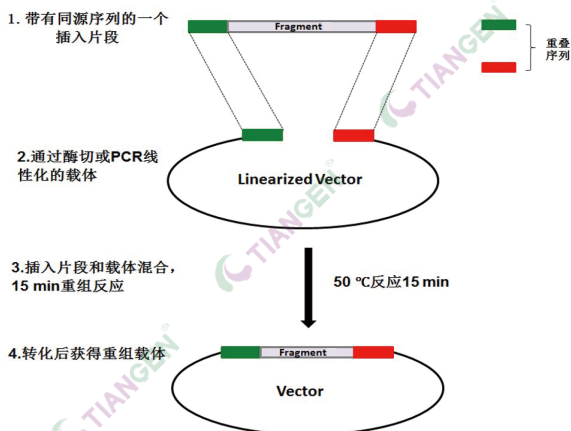 1. 带有同源序列的一个
插入片段
Fragment
重叠
序列
TIANGEN
2.通过酶切或PCR线
性化的载体
Linearized Vector
TIANGEN
3.插入片段和载体混合，
15 min重组反应
50 ℃反应15 min
4.转化后获得重组载体
Fragment
Vector
TIANGEN